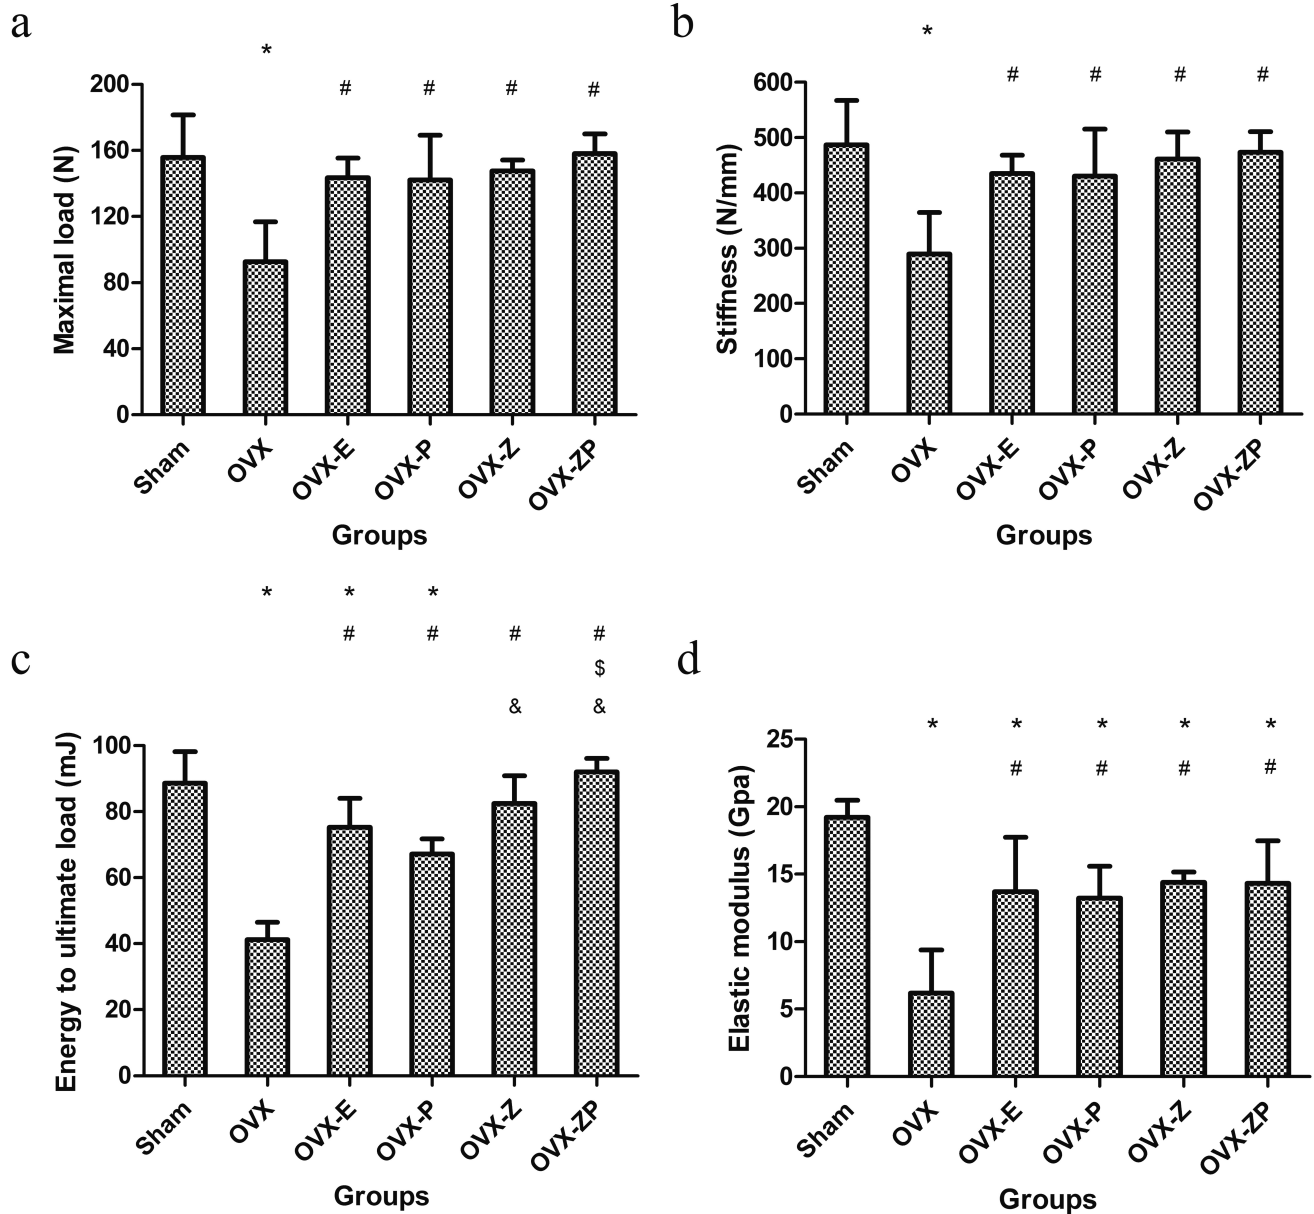 a
*
# # # #
200
160
120
80
40
0
Maximal load (N)
Sham OVX OVX-E OVX-P OVX-Z OVX-ZP
Groups
b
*
# # # #
600
500
400
300
200
100
0
Stiffness (N/mm)
Sham OVX OVX-E OVX-P OVX-Z OVX-ZP
Groups
c
* * *
# # # #
$
& &
100
80
60
40
20
0
Energy to ultimate load (mJ)
Sham OVX OVX-E OVX-P OVX-Z OVX-ZP
Groups
d
* * * * *
# # # #
25
20
15
10
5
0
Elastic modulus (Gpa)
Sham OVX OVX-E OVX-P OVX-Z OVX-ZP
Groups